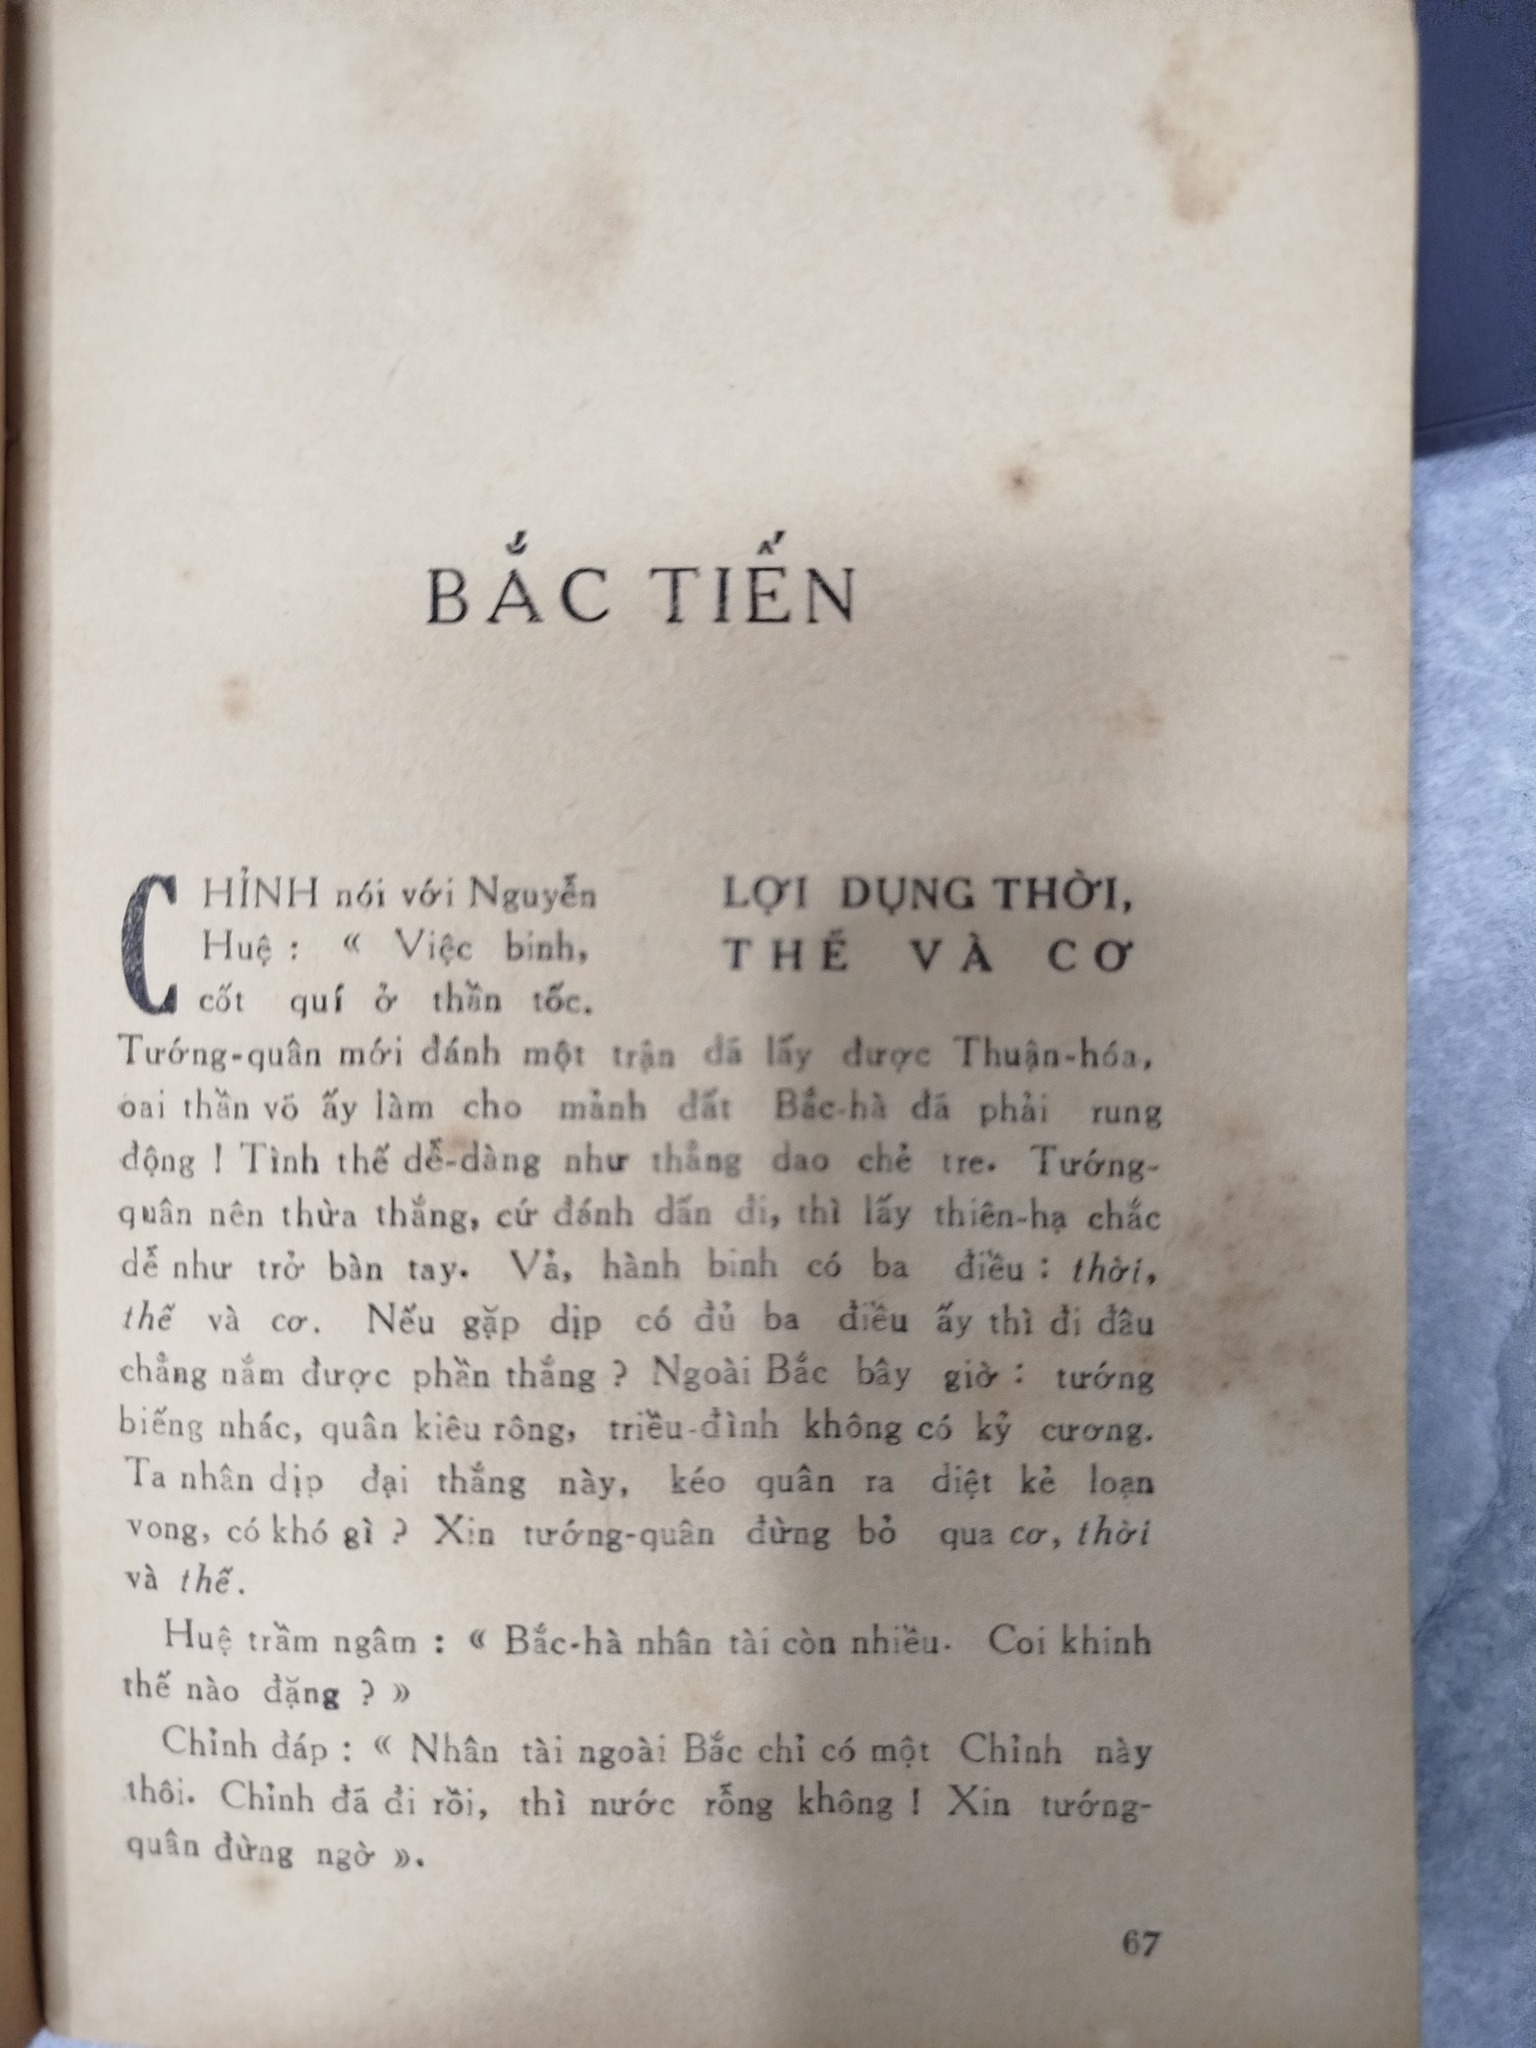 BẮC TIẾN
LỢI DỤNG THỜI,
THẾ VÀ CƠ
CHỈNH nói với Nguyễn
Huệ : « Việc binh,
cốt quí ở thần tốc.
Tướng-quân mới đánh một trận đã lấy được Thuận-hóa,
oai thần võ ấy làm cho mảnh đất Bắc-hà đã phải rung
động ! Tình thế dễ-dàng như thẳng dao chẻ tre. Tướng-
quân nên thừa thắng, cứ đánh dấn đi, thì lấy thiên-hạ chắc
dễ như trở bàn tay. Vả, hành binh có ba điều : thời,
thế và cơ. Nếu gặp dịp có đủ ba điều ấy thì đi đâu
chẳng nắm được phần thắng ? Ngoài Bắc bây giờ : tướng
biếng nhác, quân kiêu rông, triều-đình không có kỷ cương.
Ta nhân dịp đại thắng này, kéo quân ra diệt kẻ loạn
vong, có khó gì ? Xin tướng-quân đừng bỏ qua cơ, thời
và thế.
Huệ trầm ngâm : « Bắc-hà nhân tài còn nhiều. Coi khinh
thế nào đặng ? »
Chỉnh đáp : « Nhân tài ngoài Bắc chỉ có một Chỉnh này
thôi. Chỉnh đã đi rồi, thì nước rỗng không ! Xin tướng-
quân đừng ngờ ».
67